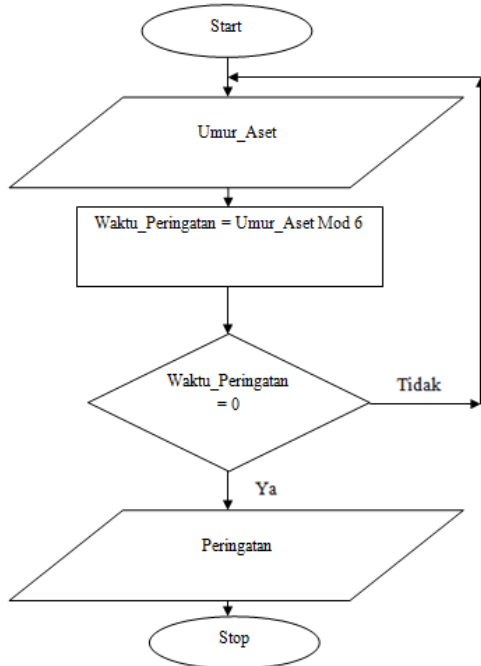 Start
Umur_Aset
Waktu_Peringatan = Umur_Aset Mod 6
Waktu_Peringatan
= 0
Tidak
Ya
Peringatan
Stop